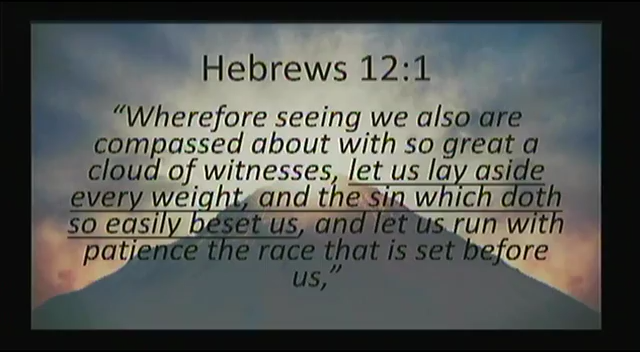 Hebrews 12:1
“Wherefore seeing we also are
compassed about with so great a
cloud of witnesses, let us lay aside
every weight, and the sin which doth
so easily beset us, and let us run with
patience the race that is set before
us,”